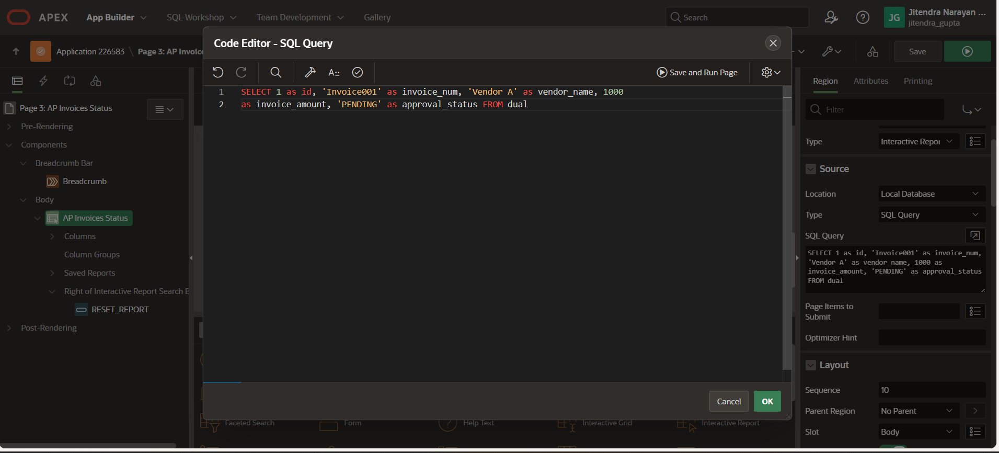 APEX App Builder SQL Workshop Team Development Gallery Search Jitendra Narayan ...
JG jitendra_gupta
Application 226583 \ Page 3: AP Invoic
Save
Code Editor - SQL Query
A:: Save and Run Page
1 SELECT 1 as id, 'Invoice001' as invoice_num, 'Vendor A' as vendor_name, 1000
2 as invoice_amount, 'PENDING' as approval_status FROM dual
Cancel OK
Page 3: AP Invoices Status
Pre-Rendering
Components
Breadcrumb Bar
Breadcrumb
Body
AP Invoices Status
Columns
Column Groups
Saved Reports
Right of Interactive Report Search B
RESET_REPORT
Post-Rendering
Faceted Search Form Help Text Interactive Grid Interactive Report
Region Attributes Printing
Filter
Type Interactive Repor
Source
Location Local Database
Type SQL Query
SQL Query
SELECT 1 as id, 'Invoice001' as invoice_num,
'Vendor A' as vendor_name, 1000 as
invoice_amount, 'PENDING' as approval_status
FROM dual
Page Items to
Submit
Optimizer Hint
Layout
Sequence 10
Parent Region No Parent
Slot Body